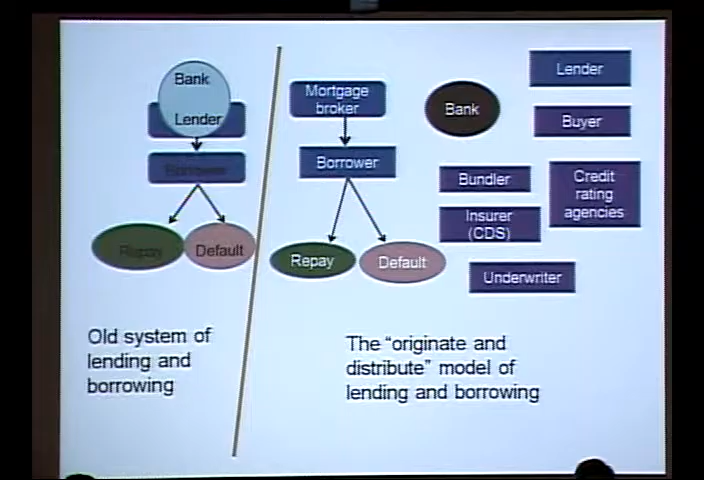 Bank
Lender
Borrower
Repay
Default
Old system of
lending and
borrowing
Mortgage
broker
Borrower
Repay
Default
Bank
Lender
Buyer
Bundler
Credit
rating
agencies
Insurer
(CDS)
Underwriter
The “originate and
distribute” model of
lending and borrowing